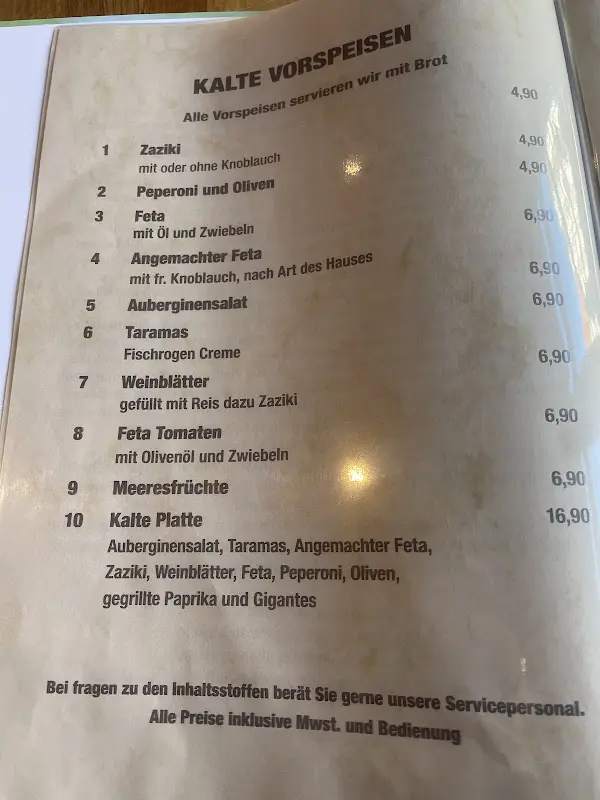 KALTE VORSPEISEN
Alle Vorspeisen servieren wir mit Brot
1 Zaziki 4,90
mit oder ohne Knoblauch
2 Peperoni und Oliven 4,90
3 Feta 4,90
mit Öl und Zwiebeln
4 Angemachter Feta 6,90
mit fr. Knoblauch, nach Art des Hauses
5 Auberginensalat 6,90
6 Taramas 6,90
Fischrogen Creme
7 Weinblätter 6,90
gefüllt mit Reis dazu Zaziki
8 Feta Tomaten 6,90
mit Olivenöl und Zwiebeln
9 Meeresfrüchte 6,90
10 Kalte Platte 16,90
Auberginensalat, Taramas, Angemachter Feta,
Zaziki, Weinblätter, Feta, Peperoni, Oliven,
gegrillte Paprika und Gigantes
Bei fragen zu den Inhaltsstoffen berät Sie gerne unsere Servicepersonal.
Alle Preise inklusive Mwst. und Bedienung